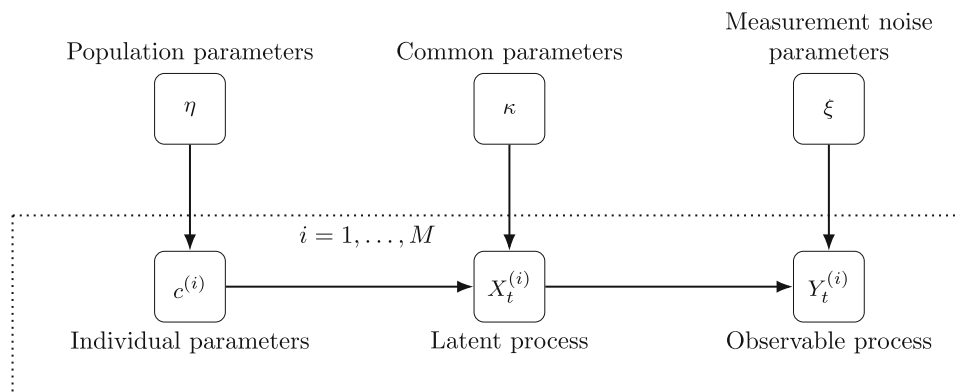 Measurement noise
Population parameters
Common parameters
parameters
η
κ
ξ
i = 1, . . . , M
c^{(i)}
X_t^{(i)}
Y_t^{(i)}
Individual parameters
Latent process
Observable process